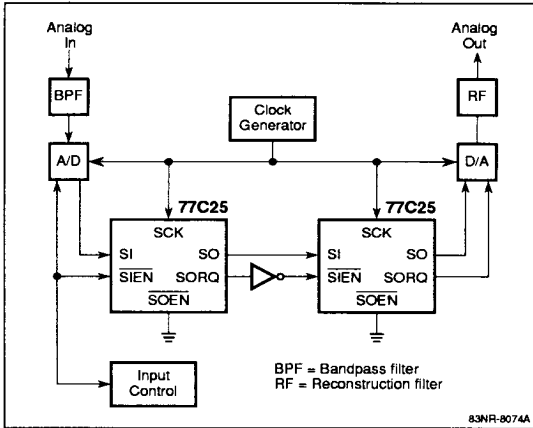 Analog
In
Analog
Out
BPF
RF
Clock
Generator
A/D
D/A
77C25
77C25
SCK
SCK
SI
SO
SI
SO
SIEN
SORQ
SIEN
SORQ
SOEN
SOEN
Input
Control
BPF = Bandpass filter
RF = Reconstruction filter
83NR-8074A